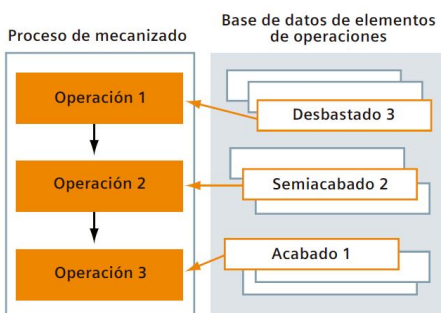 Proceso de mecanizado
Base de datos de elementos
de operaciones
Operación 1
Desbastado 3
Operación 2
Semiacabado 2
Acabado 1
Operación 3